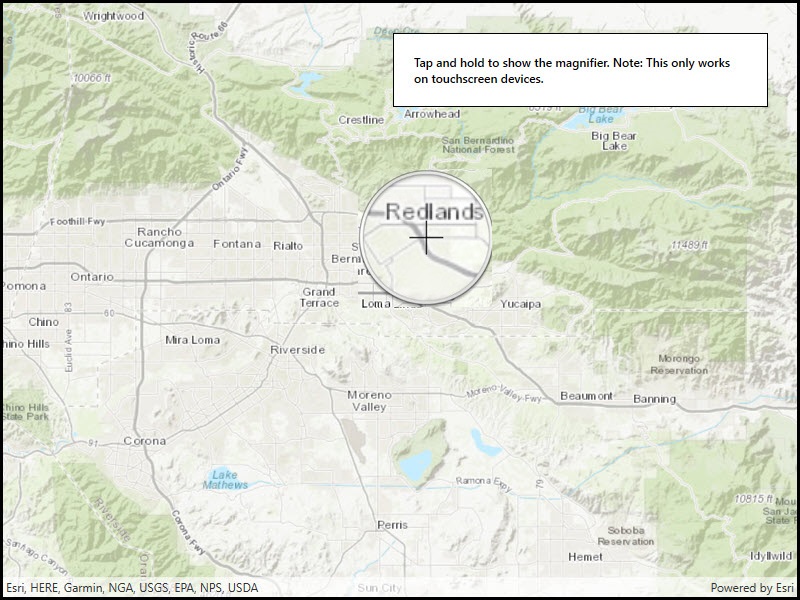 Wrightwood
Historic Route 66
10066 ft
Tap and hold to show the magnifier. Note: This only works
on touchscreen devices.
Crestline
Arrowhead
Big Bear
Lake
Big Bear
Lake
San Bernardino
National Forest
Ontario Fwy
Redlands
Foothill Fwy
Rancho
Cucamonga
Fontana
Rialto
11489 ft
Ontario
Pomona
Grand
Terrace
Loma
Yucaipa
83
60
Chino
Euclid Ave
Mira Loma
hino Hills
Riverside
Morongo
Reservation
Moreno
Valley
Moreno-Valley-Fwy
Beaumont
Banning
Chino Hills
State Park
91
Corona
Lake
Mathews
Ramona Expy
79
10815 ft
Riverside
Corona Fwy
Perris
Soboba
Reservation
Santiago Canyon
Hemet
Idyllwild
Sun City
Esri, HERE, Garmin, NGA, USGS, EPA, NPS, USDA
Powered by Esri